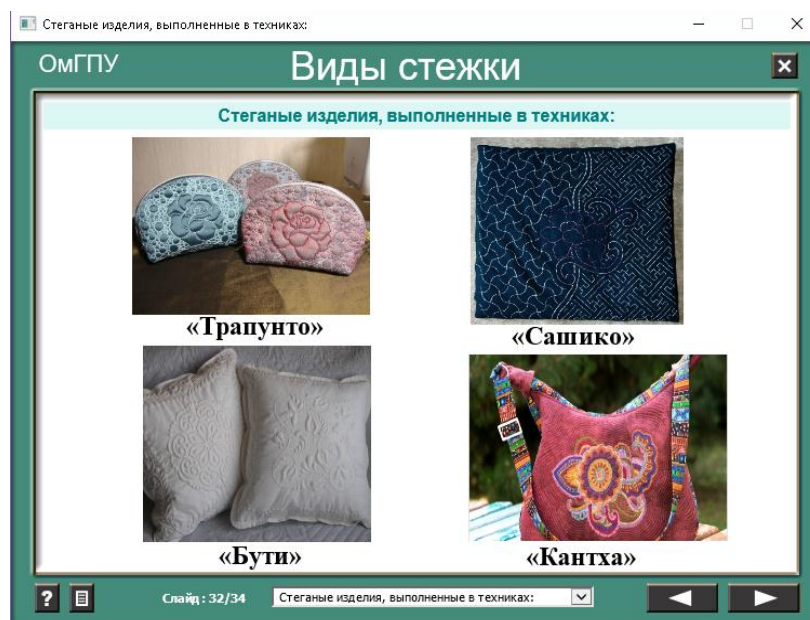 Стеганые изделия, выполненные в техниках:
ОмГПУ
Виды стежки
Стеганые изделия, выполненные в техниках:
«Трапунто»
«Сашико»
«Бути»
«Кантха»
?
Слайд : 32/34
Стеганые изделия, выполненные в техниках: